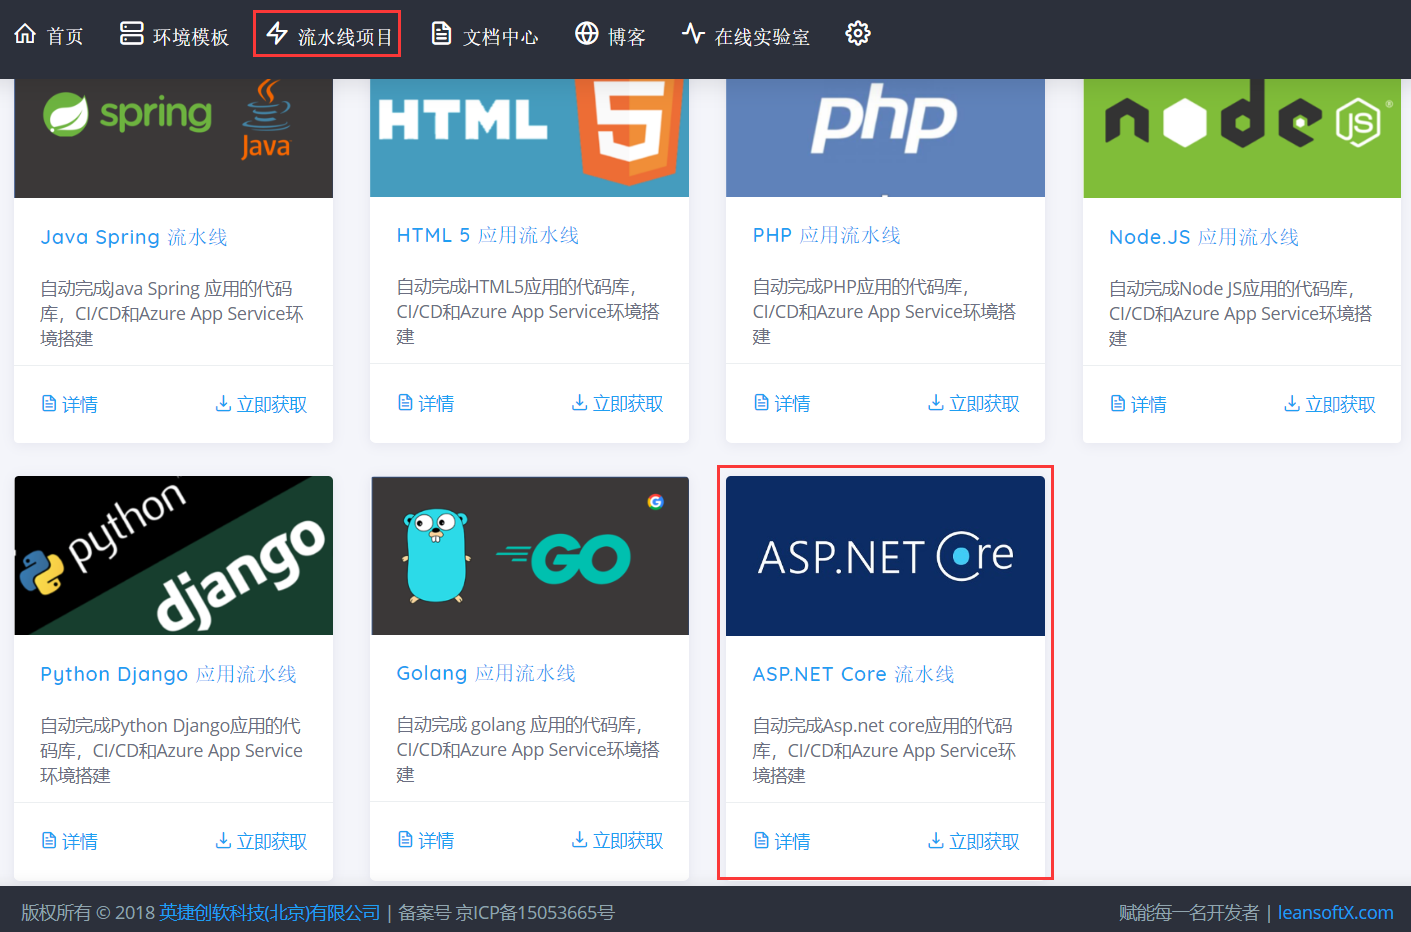 首页 环境模板 流水线项目 文档中心 博客 在线实验室
spring Java
HTML 5
php
node JS ®
Java Spring 流水线
自动完成Java Spring 应用的代码
库，CI/CD和Azure App Service环
境搭建
详情 立即获取
HTML 5 应用流水线
自动完成HTML5应用的代码库，
CI/CD和Azure App Service环境搭
建
详情 立即获取
PHP 应用流水线
自动完成PHP应用的代码库，
CI/CD和Azure App Service环境搭
建
详情 立即获取
Node.JS 应用流水线
自动完成Node JS应用的代码库，
CI/CD和Azure App Service环境搭
建
详情 立即获取
python
django
Python Django 应用流水线
自动完成Python Django应用的代
码库，CI/CD和Azure App Service
环境搭建
详情 立即获取
G
GO
Golang 应用流水线
自动完成 golang 应用的代码库，
CI/CD和Azure App Service环境搭
建
详情 立即获取
ASP.NET Core
ASP.NET Core 流水线
自动完成Asp.net core应用的代码
库，CI/CD和Azure App Service环
境搭建
详情 立即获取
版权所有 © 2018 英捷创软科技(北京)有限公司 | 备案号 京ICP备15053665号
赋能每一名开发者 | leansoftX.com